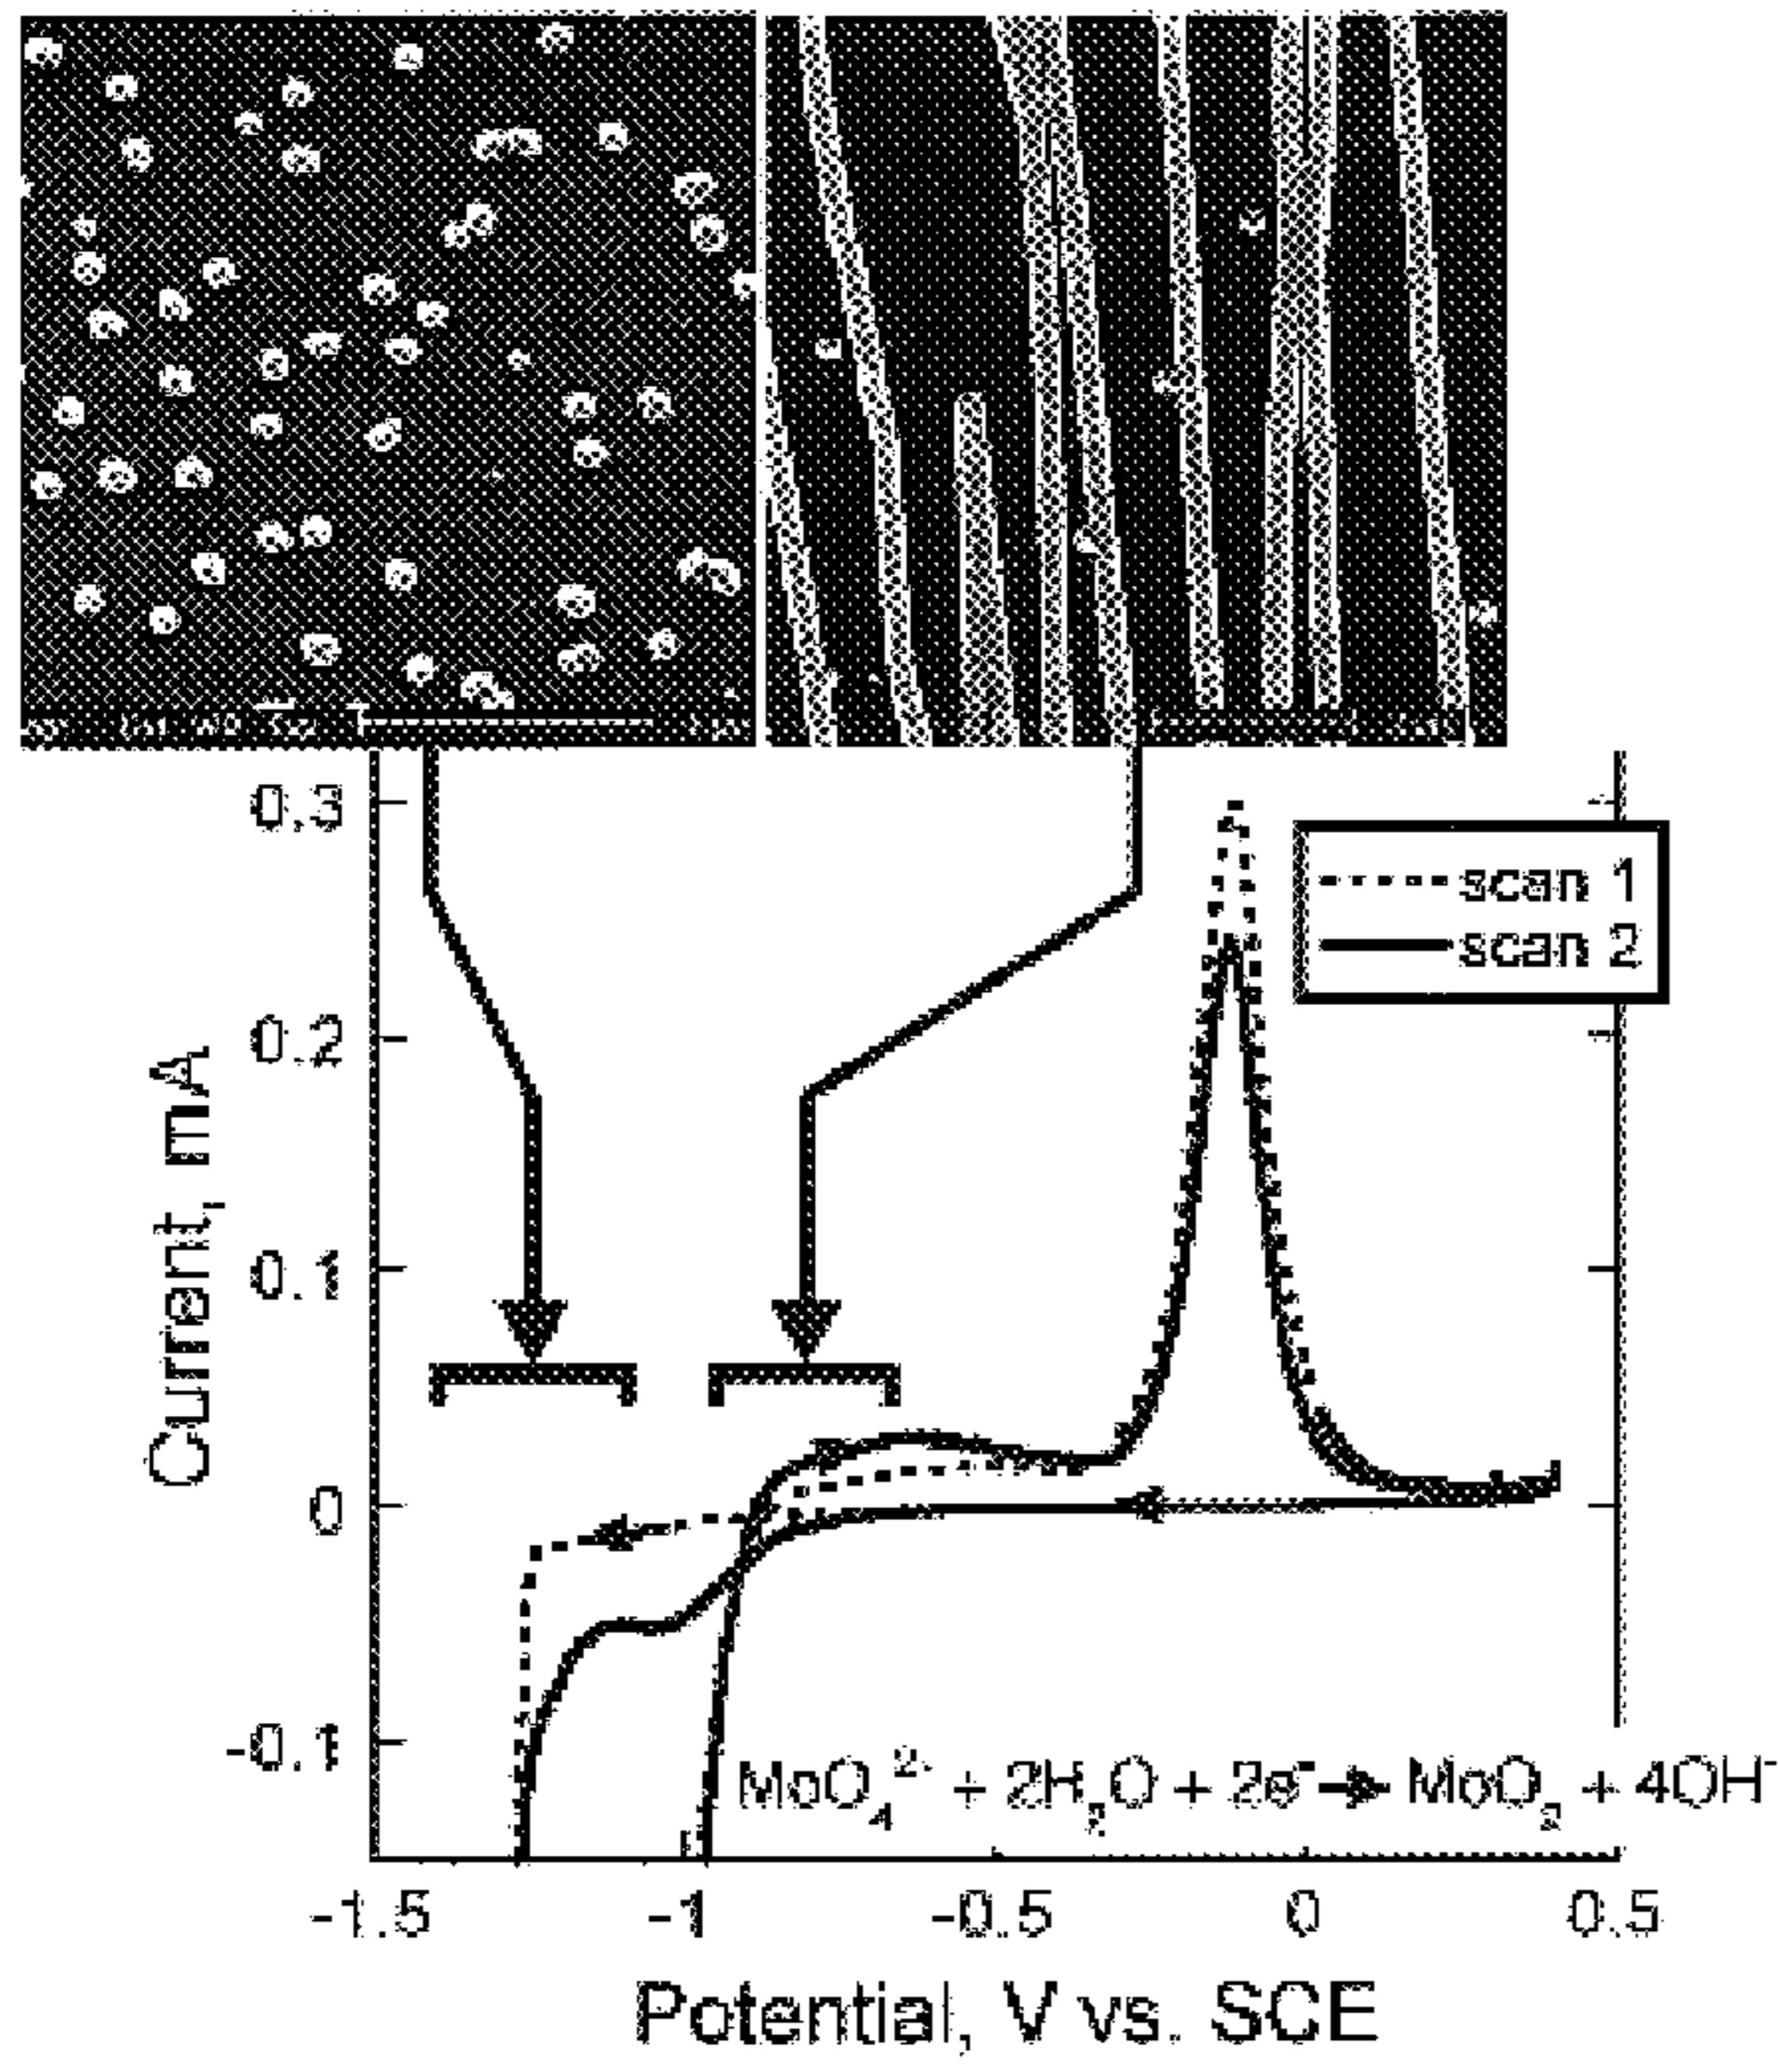 0.3
0.2
0.1
0
-0.1
Current, mA
scan 1
scan 2
MoO₄²⁻ + 2H₂O + 2e⁻ → MoO₂ + 4OH⁻
-1.5 -1 -0.5 0 0.5
Potential, V vs. SCE